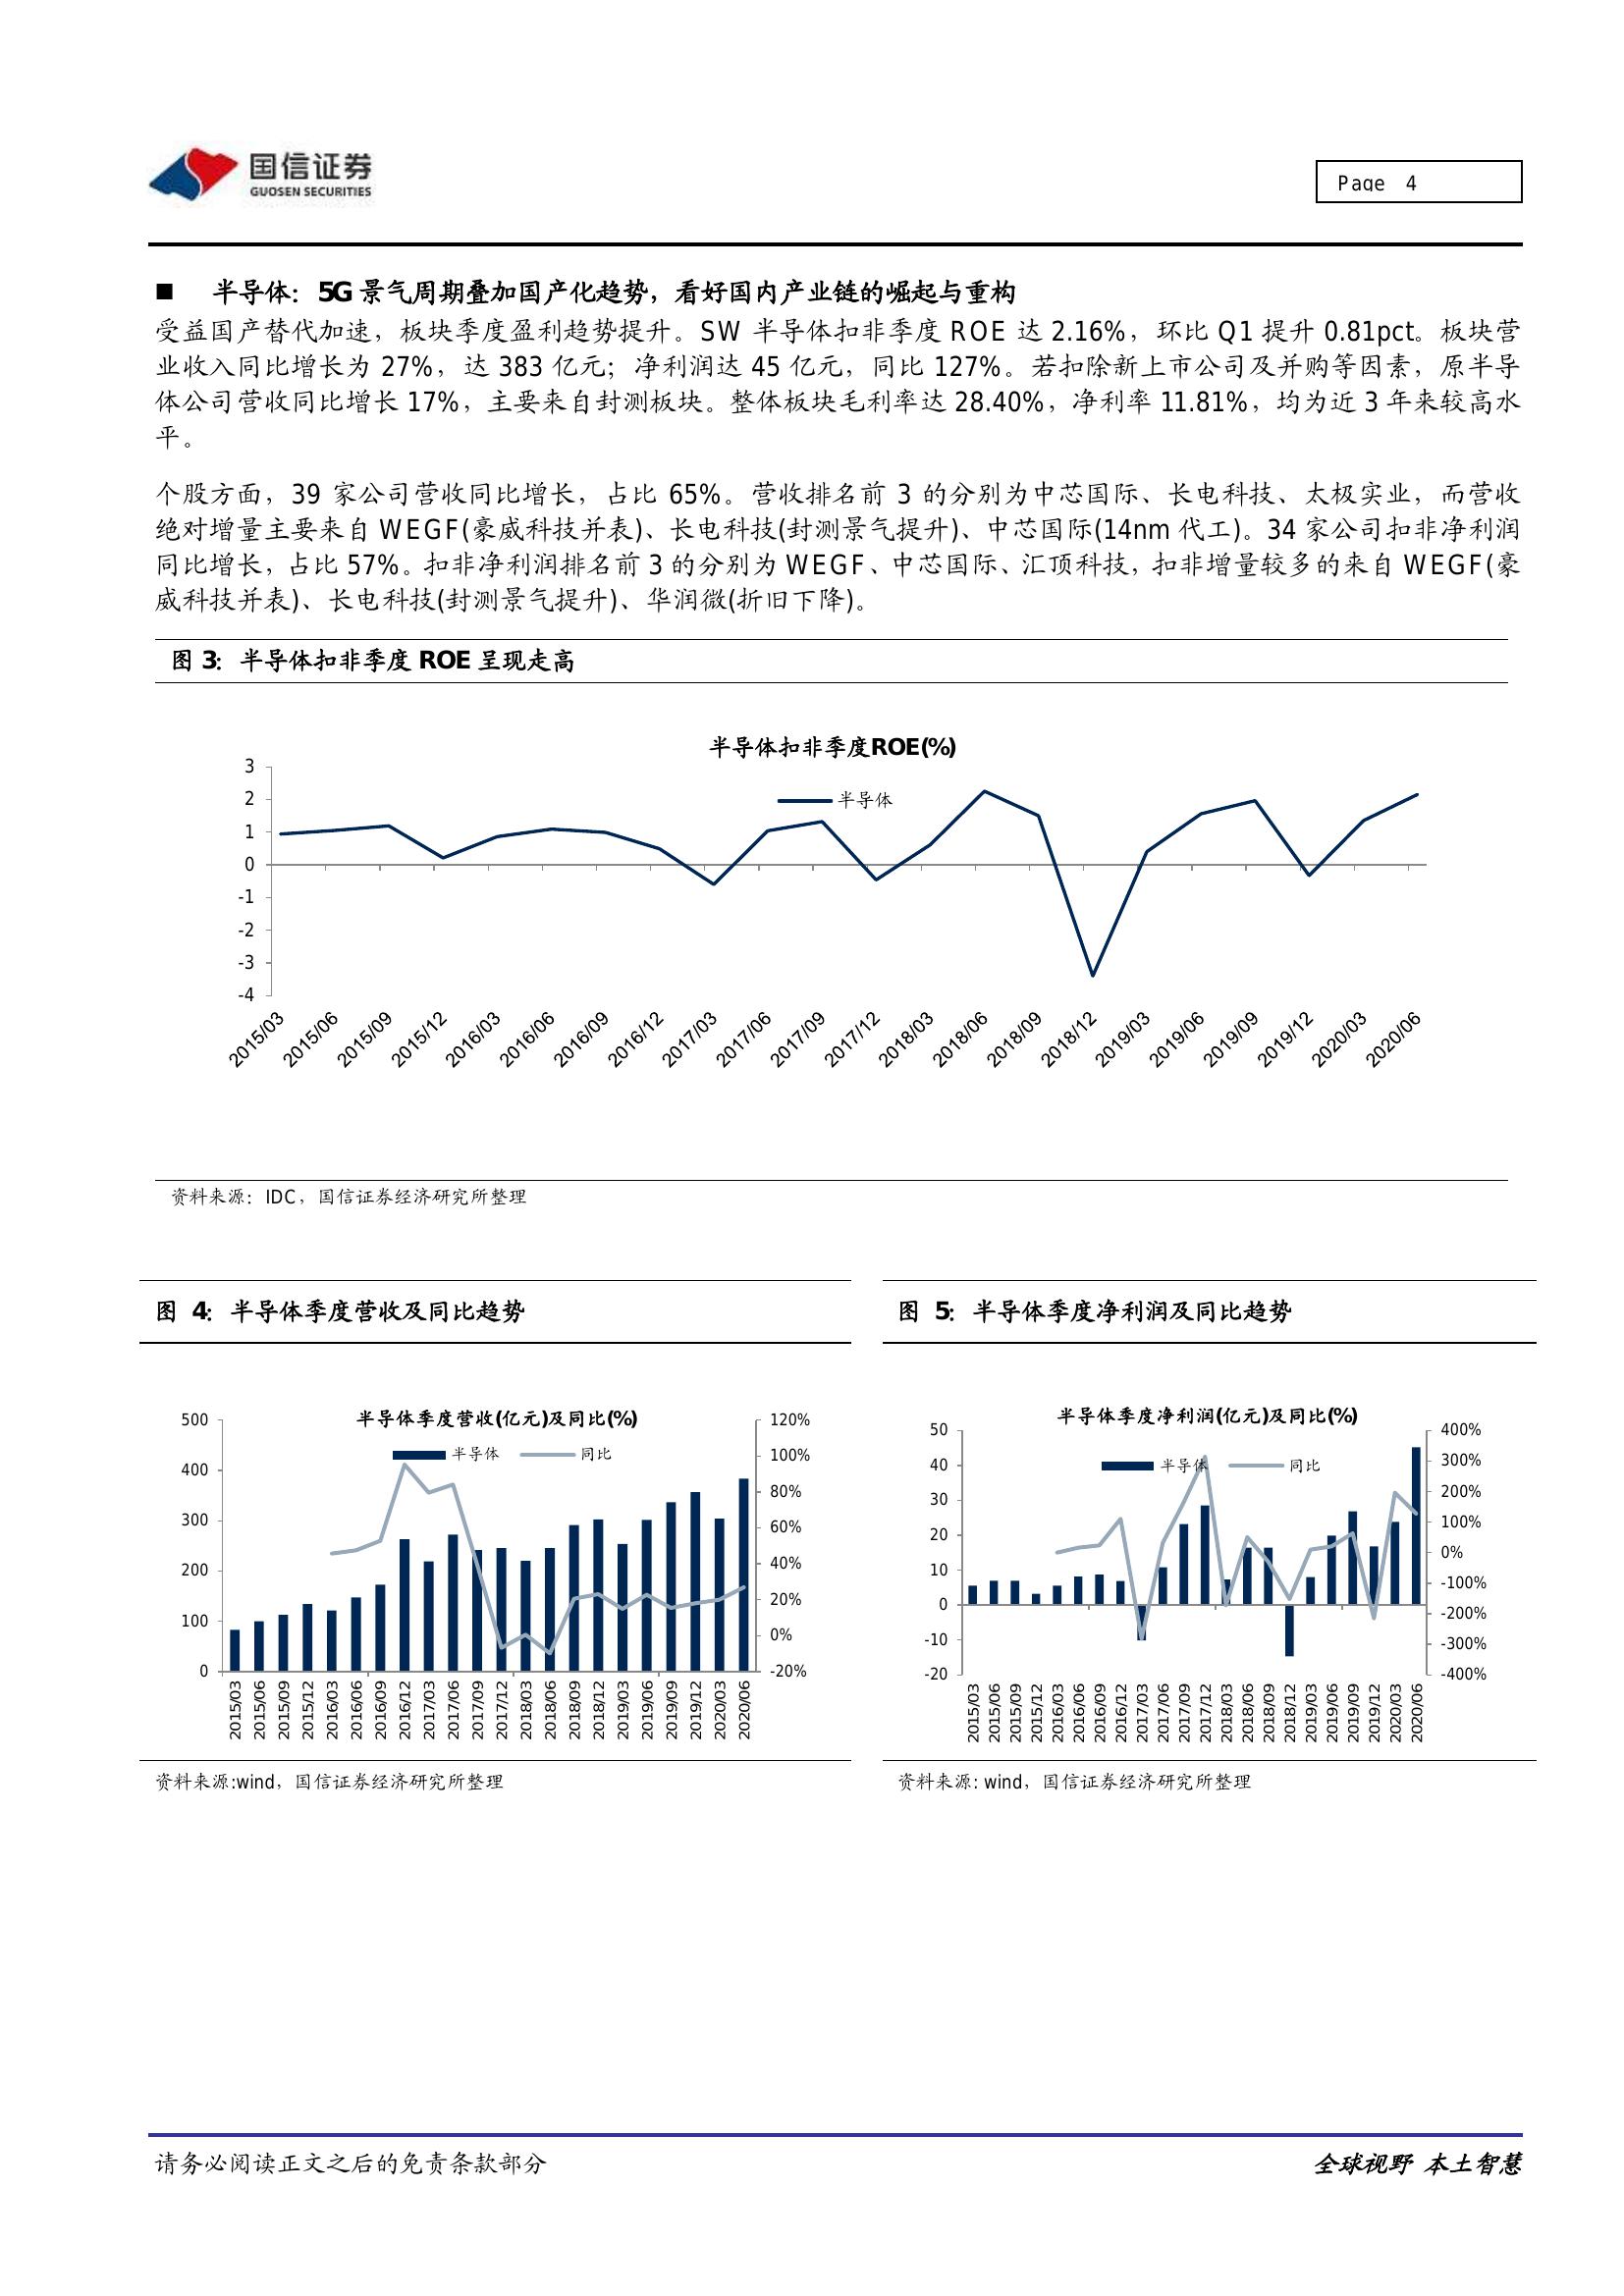 国信证券
GUOSEN SECURITIES
Page 4
■ 半导体：5G 景气周期叠加国产化趋势，看好国内产业链的崛起与重构
受益国产替代加速，板块季度盈利趋势提升。SW 半导体扣非季度 ROE 达 2.16%，环比 Q1 提升 0.81pct。板块营
业收入同比增长为 27%，达 383 亿元；净利润达 45 亿元，同比 127%。若扣除新上市公司及并购等因素，原半导
体公司营收同比增长 17%，主要来自封测板块。整体板块毛利率达 28.40%，净利率 11.81%，均为近 3 年来较高水
平。
个股方面，39 家公司营收同比增长，占比 65%。营收排名前 3 的分别为中芯国际、长电科技、太极实业，而营收
绝对增量主要来自 WEGF(豪威科技并表)、长电科技(封测景气提升)、中芯国际(14nm 代工)。34 家公司扣非净利润
同比增长，占比 57%。扣非净利润排名前 3 的分别为 WEGF、中芯国际、汇顶科技，扣非增量较多的来自 WEGF(豪
威科技并表)、长电科技(封测景气提升)、华润微(折旧下降)。
图 3：半导体扣非季度 ROE 呈现走高
半导体扣非季度ROE(%)
半导体
3
2
1
0
-1
-2
-3
-4
2015/03 2015/06 2015/09 2015/12 2016/03 2016/06 2016/09 2016/12 2017/03 2017/06 2017/09 2017/12 2018/03 2018/06 2018/09 2018/12 2019/03 2019/06 2019/09 2019/12 2020/03 2020/06
资料来源：IDC，国信证券经济研究所整理
图 4：半导体季度营收及同比趋势
半导体季度营收(亿元)及同比(%)
半导体 同比
500
400
300
200
100
0
120%
100%
80%
60%
40%
20%
0%
-20%
2015/03 2015/06 2015/09 2015/12 2016/03 2016/06 2016/09 2016/12 2017/03 2017/06 2017/09 2017/12 2018/03 2018/06 2018/09 2018/12 2019/03 2019/06 2019/09 2019/12 2020/03 2020/06
资料来源:wind，国信证券经济研究所整理
图 5：半导体季度净利润及同比趋势
半导体季度净利润(亿元)及同比(%)
半导体 同比
50
40
30
20
10
0
-10
-20
400%
300%
200%
100%
0%
-100%
-200%
-300%
-400%
2015/03 2015/06 2015/09 2015/12 2016/03 2016/06 2016/09 2016/12 2017/03 2017/06 2017/09 2017/12 2018/03 2018/06 2018/09 2018/12 2019/03 2019/06 2019/09 2019/12 2020/03 2020/06
资料来源: wind，国信证券经济研究所整理
请务必阅读正文之后的免责条款部分
全球视野 本土智慧